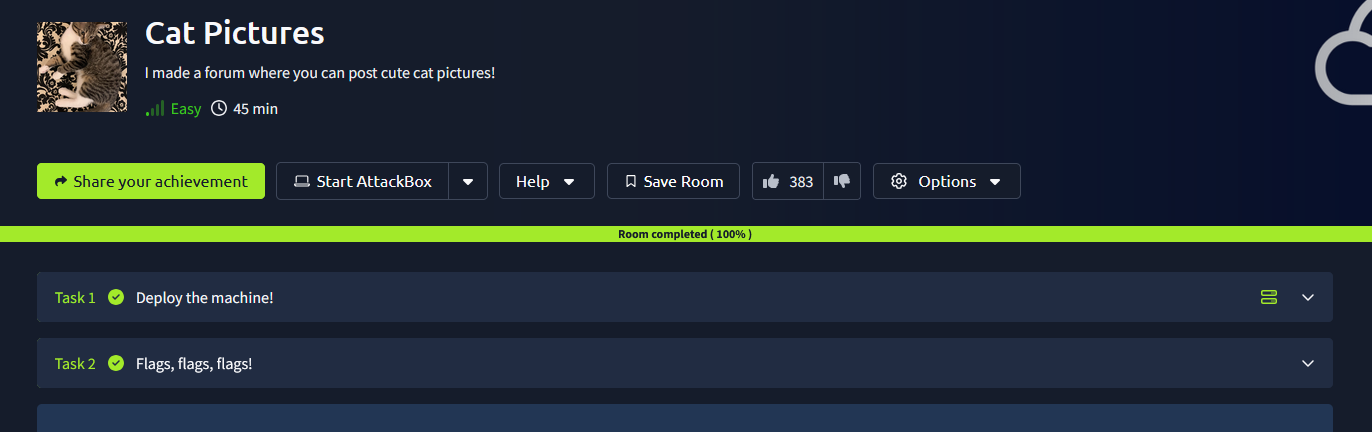 Cat Pictures
I made a forum where you can post cute cat pictures!
Easy 45 min
Share your achievement Start AttackBox Help Save Room 383 Options
Room completed ( 100% )
Task 1 Deploy the machine!
Task 2 Flags, flags, flags!